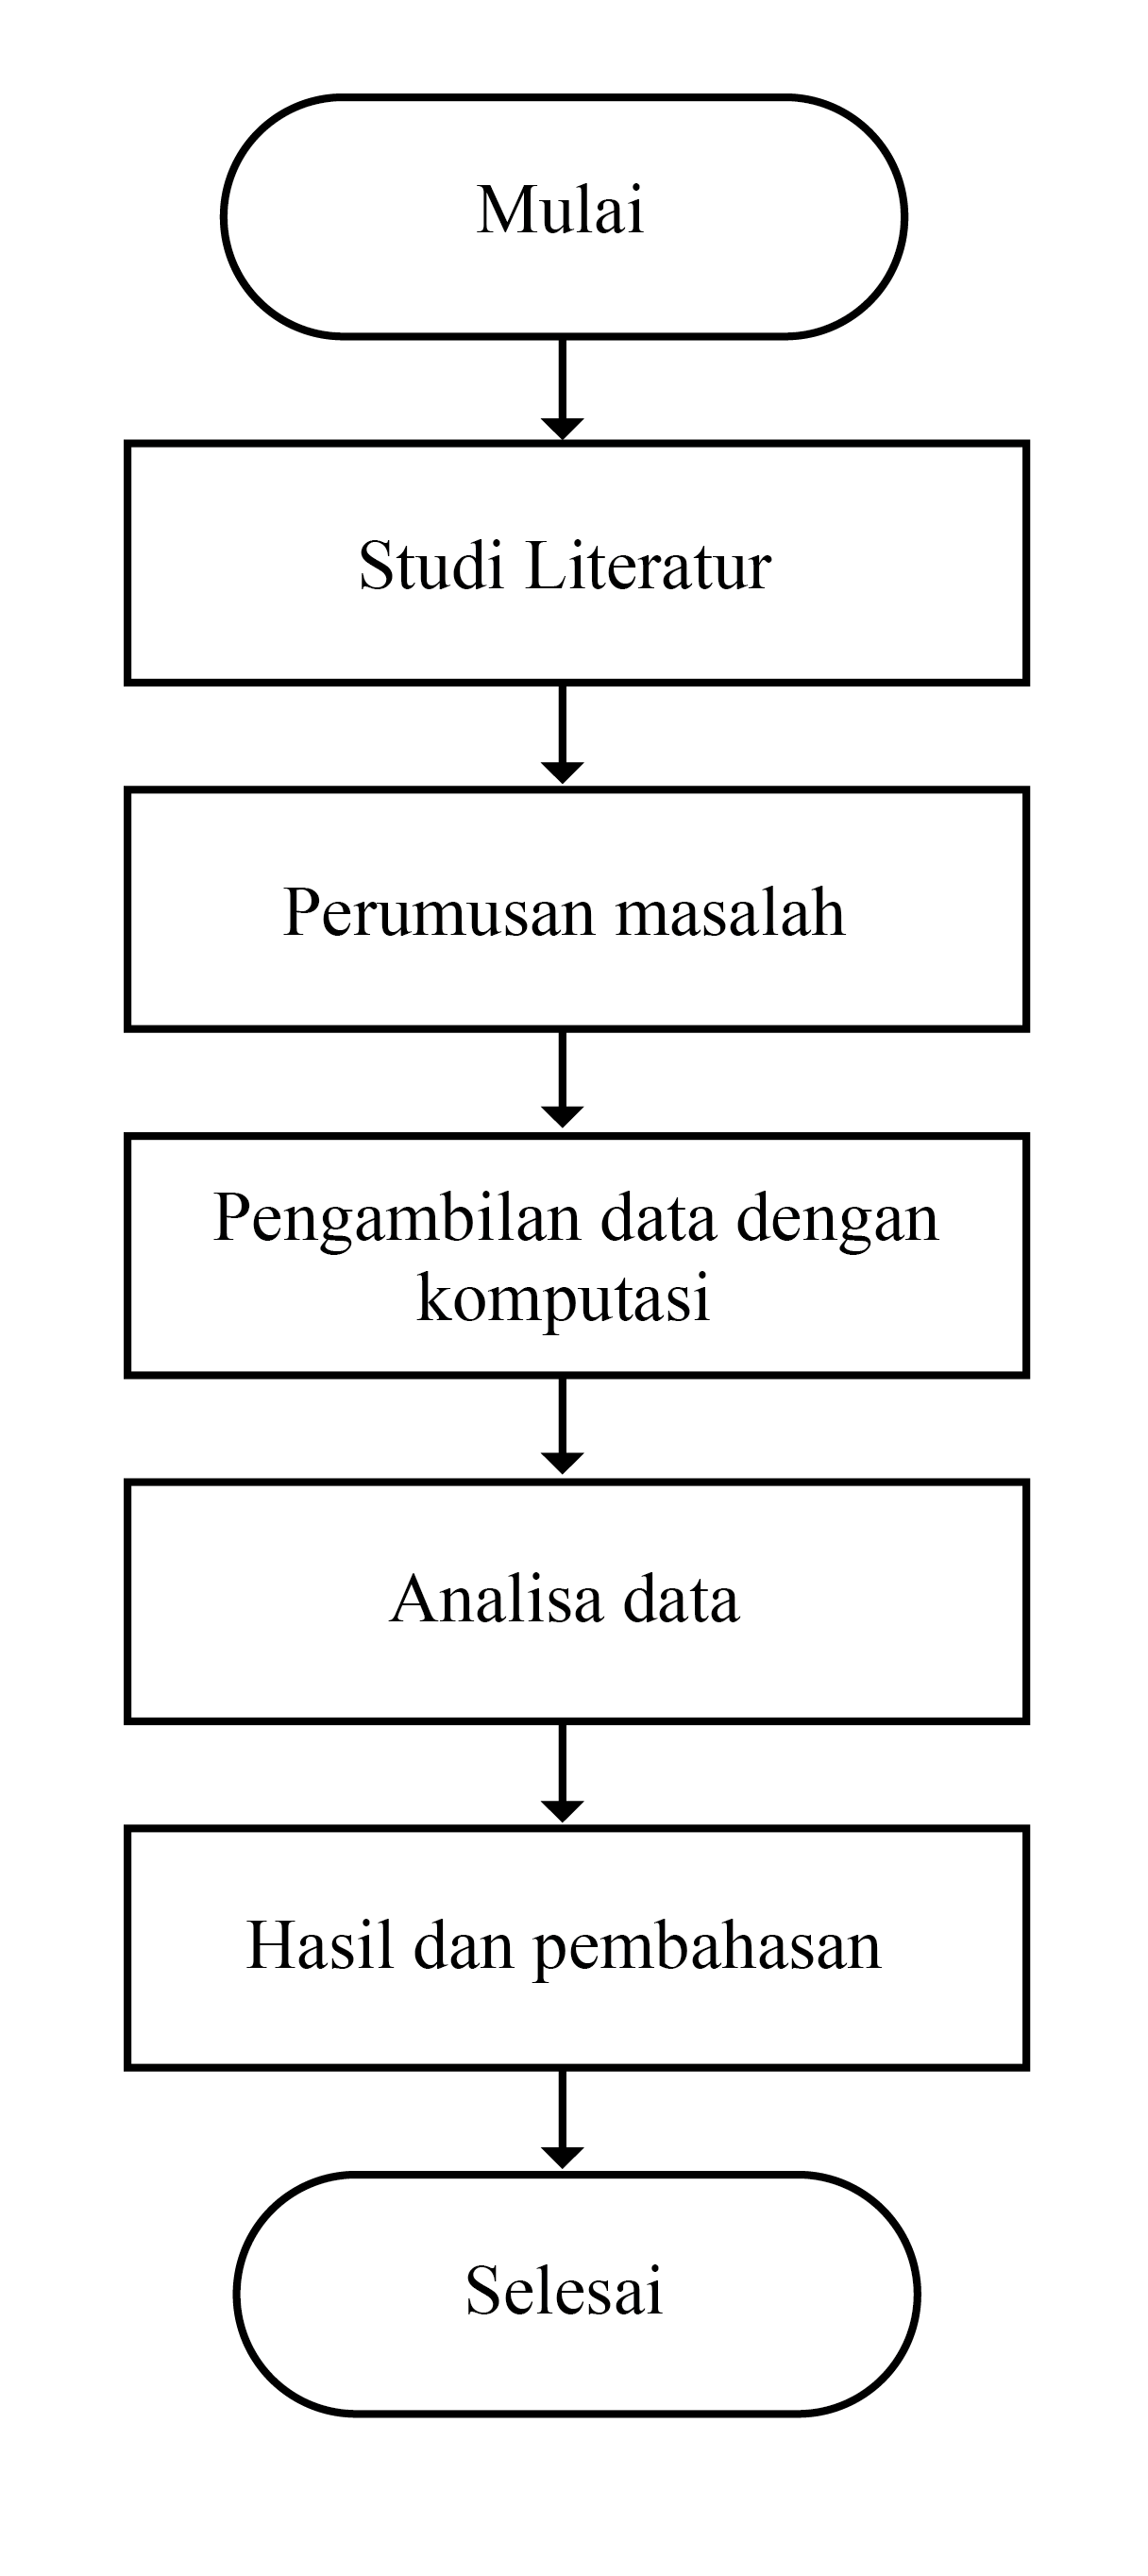 Mulai
Studi Literatur
Perumusan masalah
Pengambilan data dengan
komputasi
Analisa data
Hasil dan pembahasan
Selesai